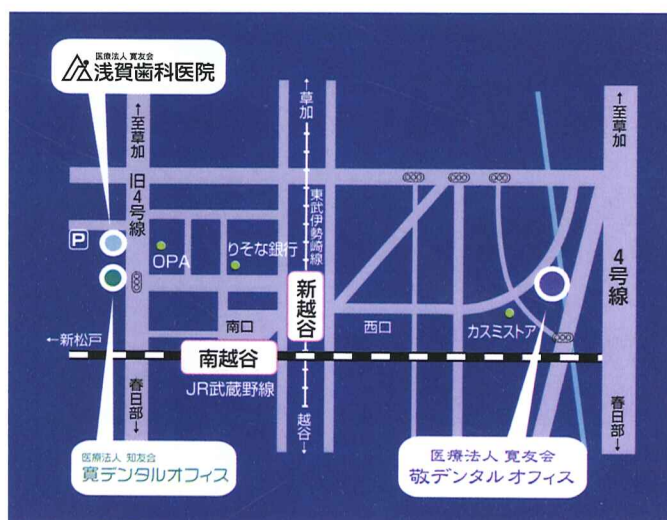 医療法人 寛友会
浅賀歯科医院
←至草加
旧4号線
春日部→
P
OPA
りそな銀行
南口
←草加
東武伊勢崎線
新越谷
越谷→
←新松戸
南越谷
JR武蔵野線
西口
カスミストア
←至草加
4号線
春日部→
医療法人 知友会
寛デンタルオフィス
医療法人 寛友会
敬デンタルオフィス